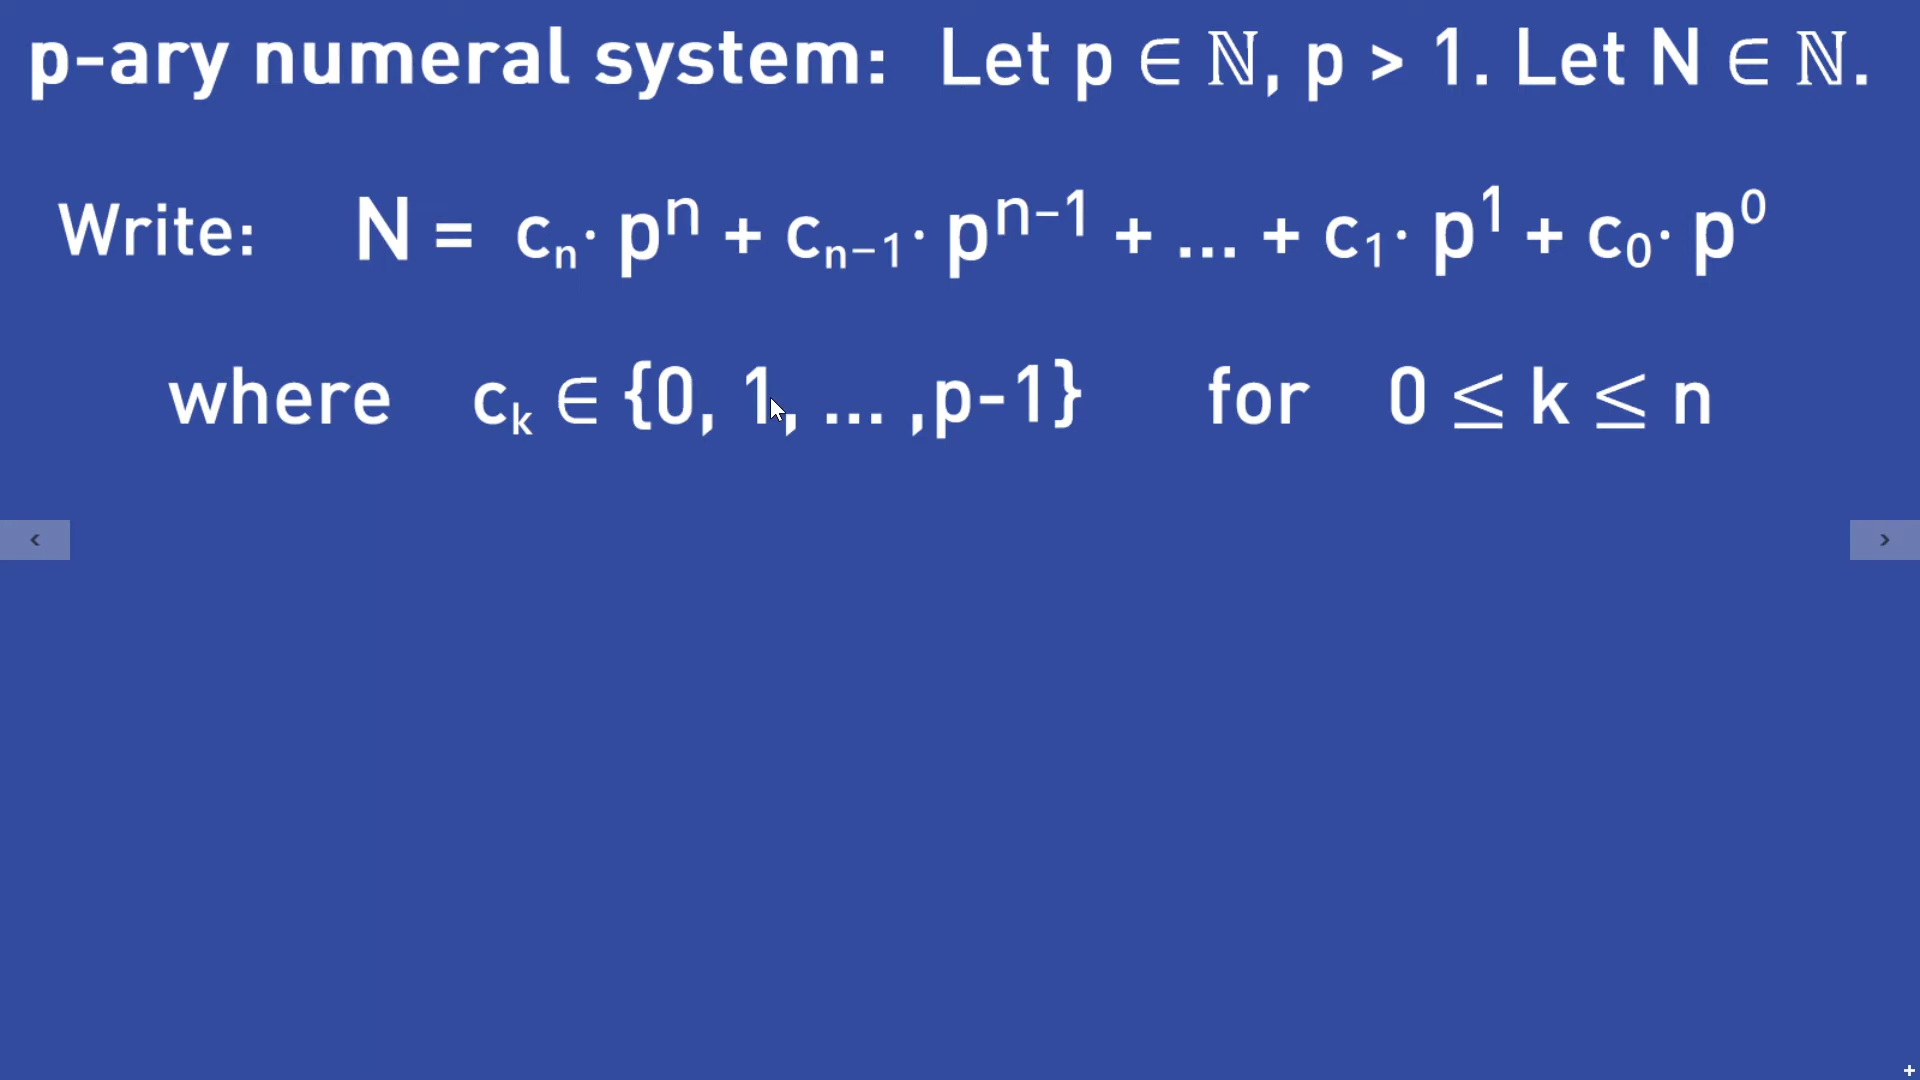 p-ary numeral system: Let p ∈ ℕ, p > 1. Let N ∈ ℕ.
Write: N = cₙ· pⁿ + cₙ₋₁· pⁿ⁻¹ + ... + c₁· p¹ + c₀· p⁰
where cₖ ∈ {0, 1, ... ,p-1} for 0 ≤ k ≤ n